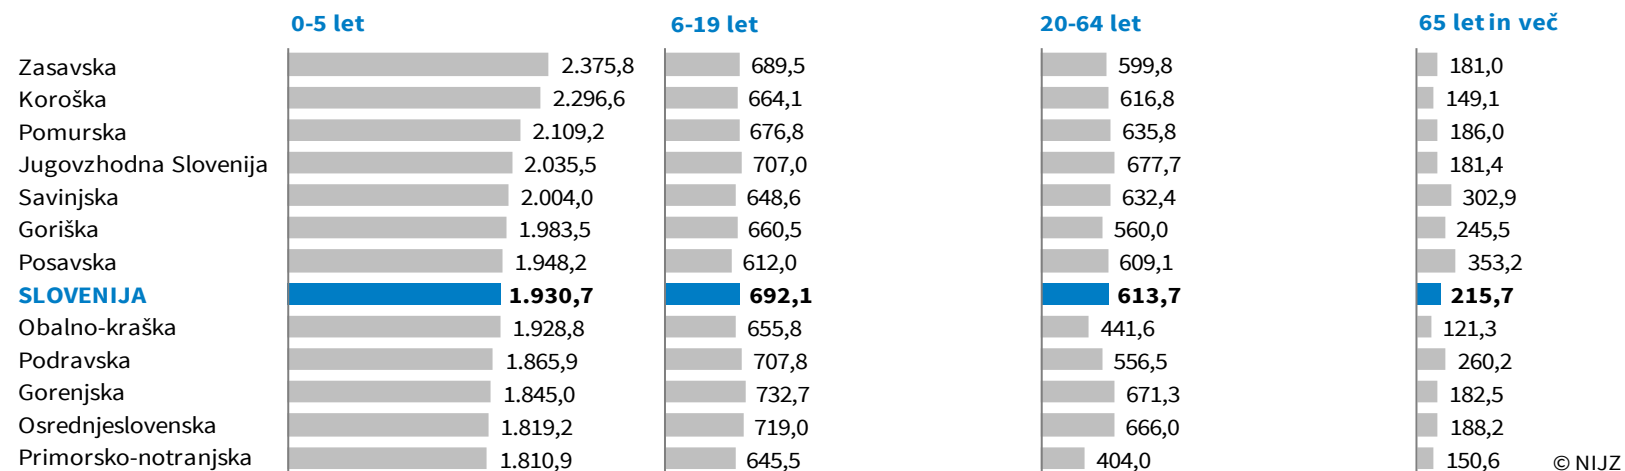 0-5 let 6-19 let 20-64 let 65 let in več
Zasavska 2.375,8 689,5 599,8 181,0
Koroška 2.296,6 664,1 616,8 149,1
Pomurska 2.109,2 676,8 635,8 186,0
Jugovzhodna Slovenija 2.035,5 707,0 677,7 181,4
Savinjska 2.004,0 648,6 632,4 302,9
Goriška 1.983,5 660,5 560,0 245,5
Posavska 1.948,2 612,0 609,1 353,2
SLOVENIJA 1.930,7 692,1 613,7 215,7
Obalno-kraška 1.928,8 655,8 441,6 121,3
Podravska 1.865,9 707,8 556,5 260,2
Gorenjska 1.845,0 732,7 671,3 182,5
Osrednjeslovenska 1.819,2 719,0 666,0 188,2
Primorsko-notranjska 1.810,9 645,5 404,0 150,6 © NIJZ